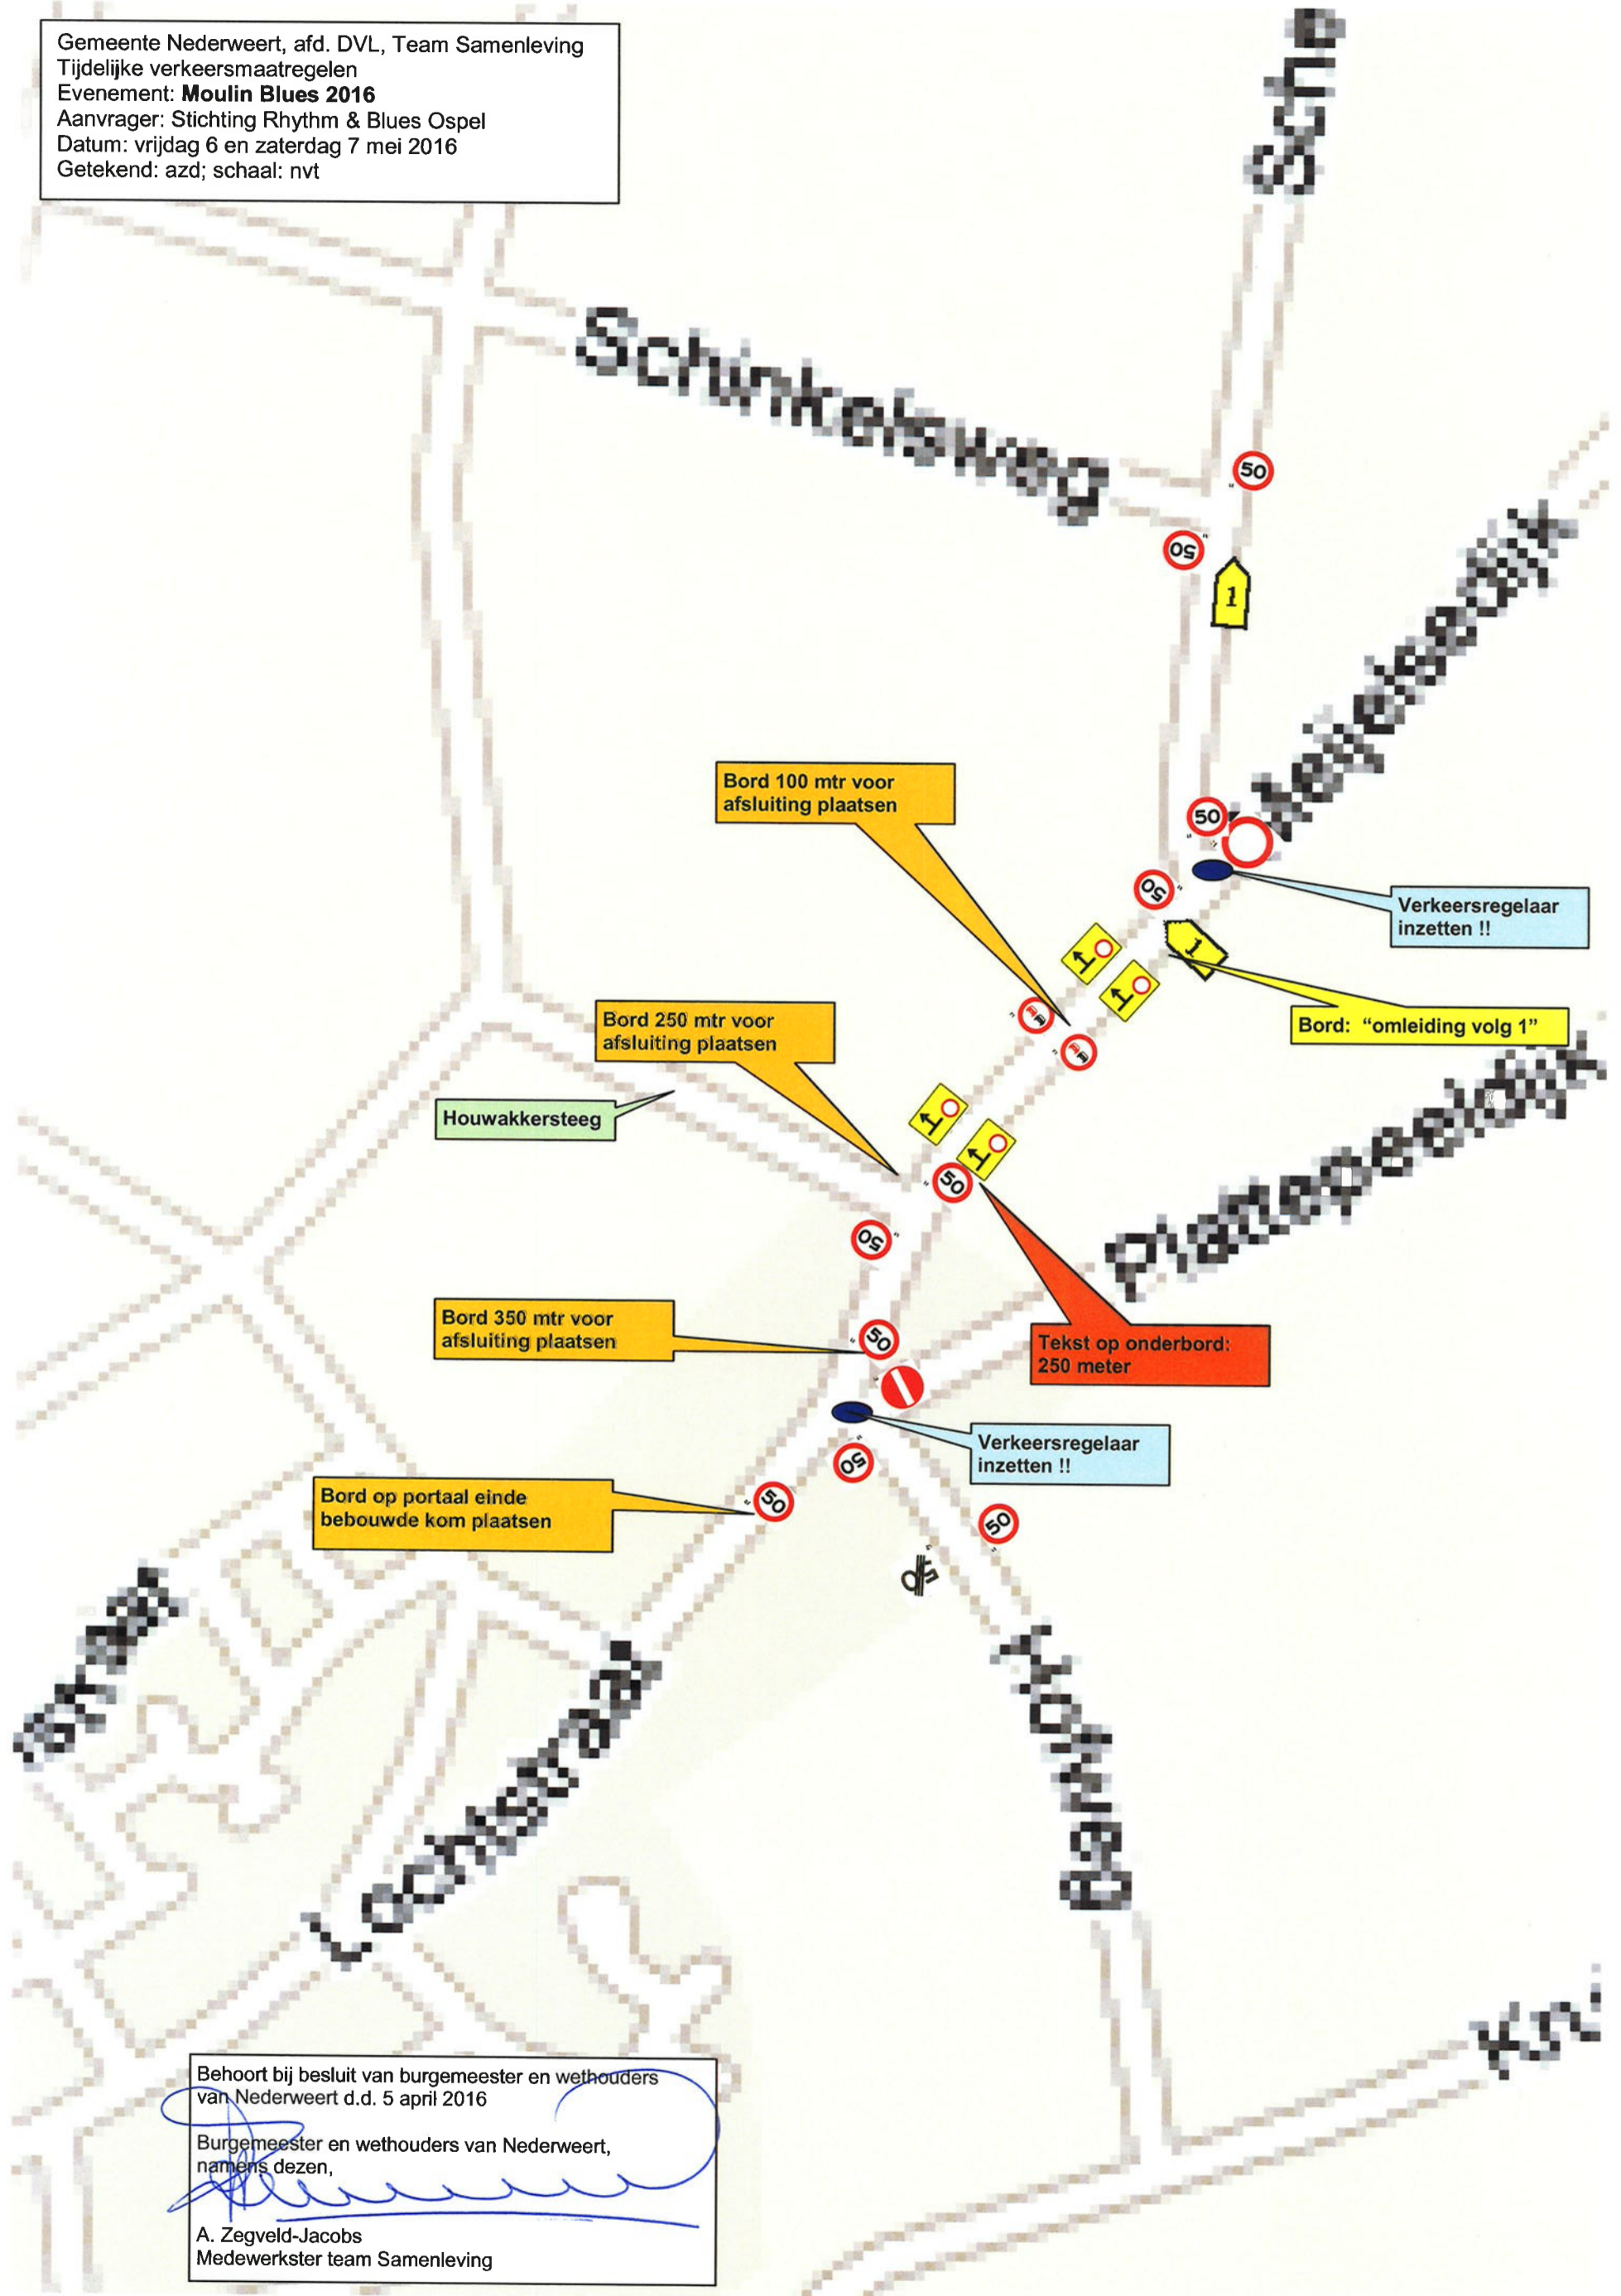 Gemeente Nederweert, afd. DVL, Team Samenleving
Tijdelijke verkeersmaatregelen
Evenement: Moulin Blues 2016
Aanvrager: Stichting Rhythm & Blues Ospel
Datum: vrijdag 6 en zaterdag 7 mei 2016
Getekend: azd; schaal: nvt
Sche
Schinkelsweg
50
50
1
Bord 100 mtr voor
afsluiting plaatsen
50
50
Verkeersregelaar
inzetten !!
1
Bord: “omleiding volg 1”
Bord 250 mtr voor
afsluiting plaatsen
Houwakkersteeg
50
50
Platte
Bord 350 mtr voor
afsluiting plaatsen
50
Tekst op onderbord:
250 meter
Verkeersregelaar
inzetten !!
50
Bord op portaal einde
bebouwde kom plaatsen
50
50
50
Lochtstraat
Kn.
Behoort bij besluit van burgemeester en wethouders
van Nederweert d.d. 5 april 2016
Burgemeester en wethouders van Nederweert,
namens dezen,
A. Zegveld-Jacobs
Medewerkster team Samenleving